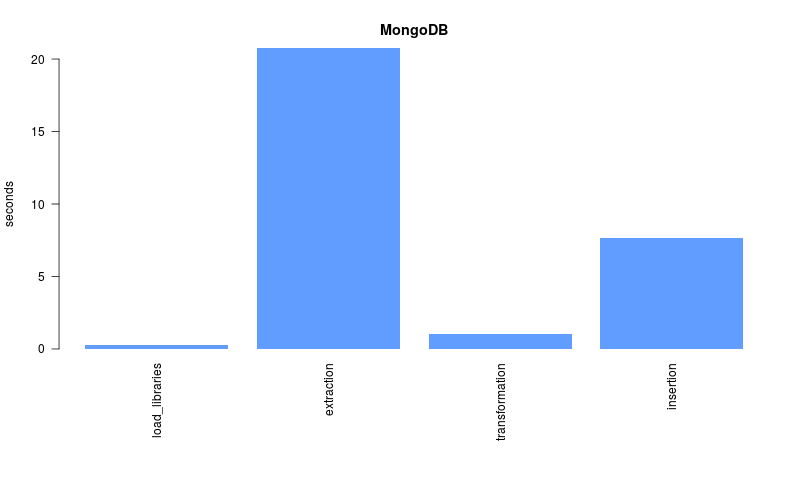 MongoDB
seconds
20
15
10
5
0
load_libraries
extraction
transformation
insertion